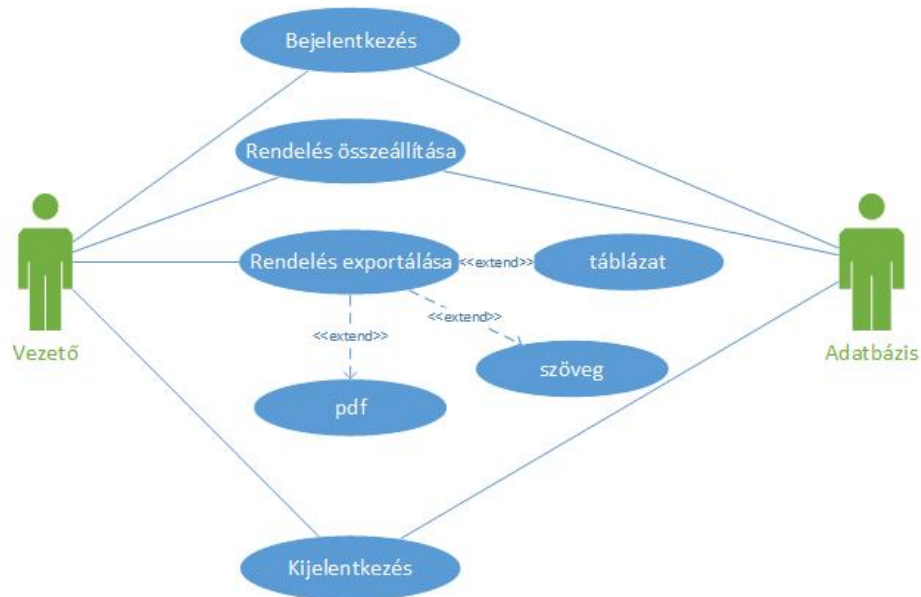 Bejelentkezés
Rendelés összeállítása
Rendelés exportálása
<<extend>>
táblázat
<<extend>>
<<extend>>
Vezető
Adatbázis
szöveg
pdf
Kijelentkezés